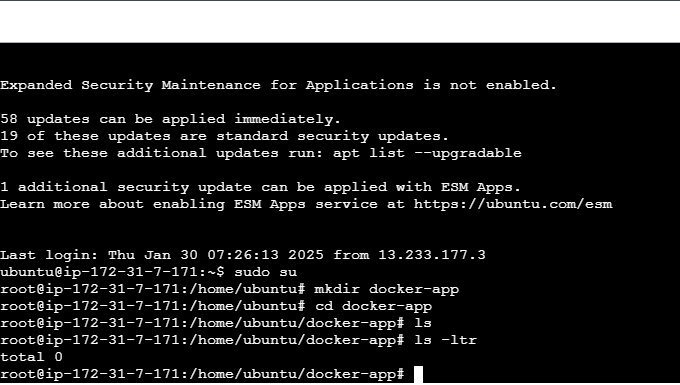 Expanded Security Maintenance for Applications is not enabled.
58 updates can be applied immediately.
19 of these updates are standard security updates.
To see these additional updates run: apt list --upgradable
1 additional security update can be applied with ESM Apps.
Learn more about enabling ESM Apps service at https://ubuntu.com/esm
Last login: Thu Jan 30 07:26:13 2025 from 13.233.177.3
ubuntu@ip-172-31-7-171:~$ sudo su
root@ip-172-31-7-171:/home/ubuntu# mkdir docker-app
root@ip-172-31-7-171:/home/ubuntu# cd docker-app
root@ip-172-31-7-171:/home/ubuntu/docker-app# ls
root@ip-172-31-7-171:/home/ubuntu/docker-app# ls -ltr
total 0
root@ip-172-31-7-171:/home/ubuntu/docker-app#